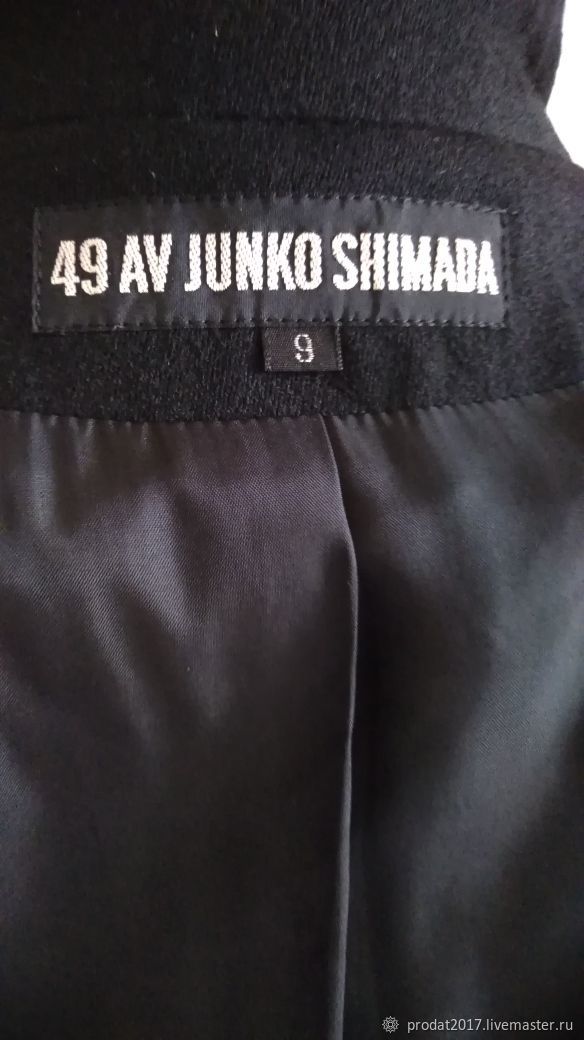 49 AV JUNKO SHIMADA
9
prodat2017.livemaster.ru